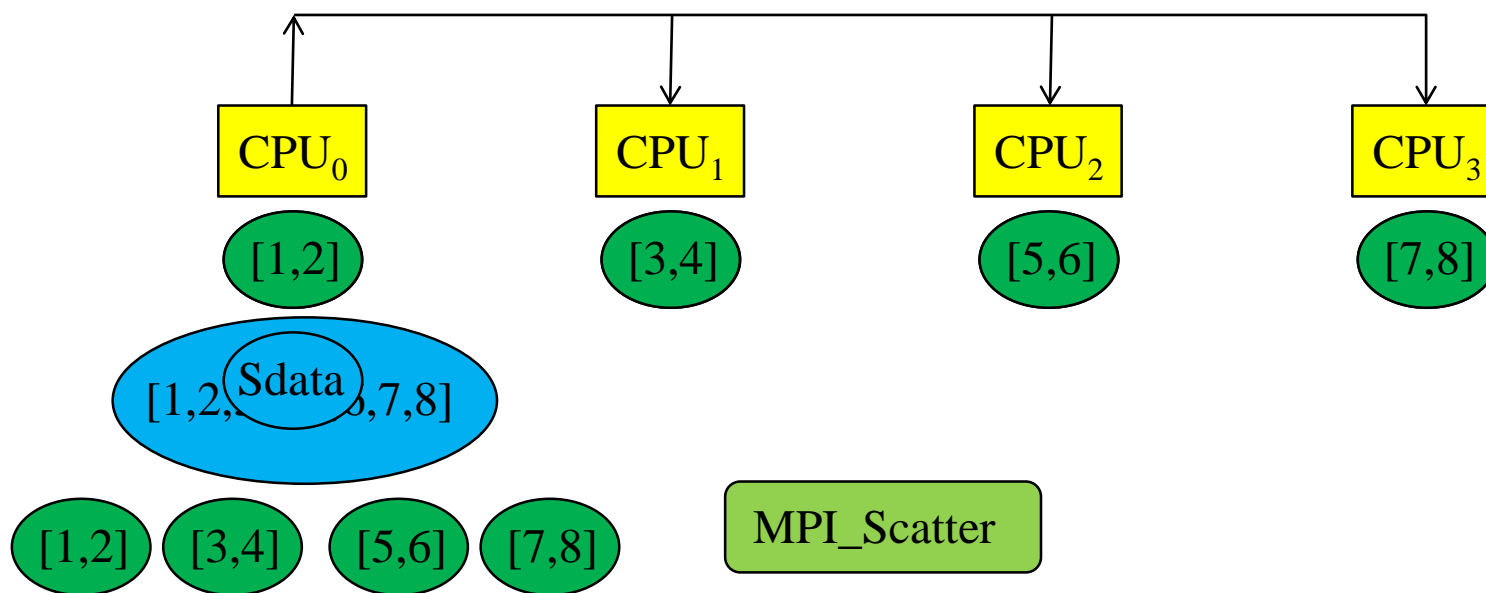 CPU₀ CPU₁ CPU₂ CPU₃
[1,2] [3,4] [5,6] [7,8]
Sdata
[1,2, ,7,8]
[1,2] [3,4] [5,6] [7,8]
MPI_Scatter